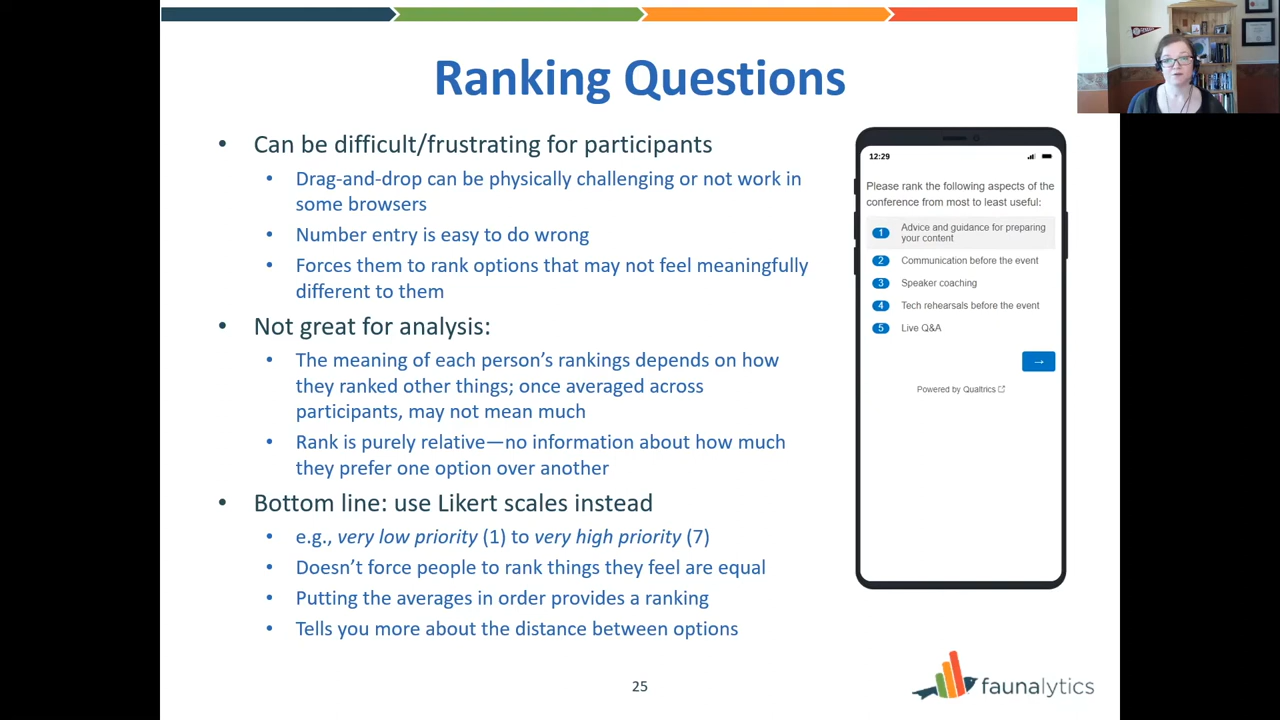 Ranking Questions
• Can be difficult/frustrating for participants
• Drag-and-drop can be physically challenging or not work in
some browsers
• Number entry is easy to do wrong
• Forces them to rank options that may not feel meaningfully
different to them
• Not great for analysis:
• The meaning of each person’s rankings depends on how
they ranked other things; once averaged across
participants, may not mean much
• Rank is purely relative—no information about how much
they prefer one option over another
• Bottom line: use Likert scales instead
• e.g., very low priority (1) to very high priority (7)
• Doesn’t force people to rank things they feel are equal
• Putting the averages in order provides a ranking
• Tells you more about the distance between options
12:29
Please rank the following aspects of the
conference from most to least useful:
1 Advice and guidance for preparing
your content
2 Communication before the event
3 Speaker coaching
4 Tech rehearsals before the event
5 Live Q&A
→
Powered by Qualtrics
25
faunalytics